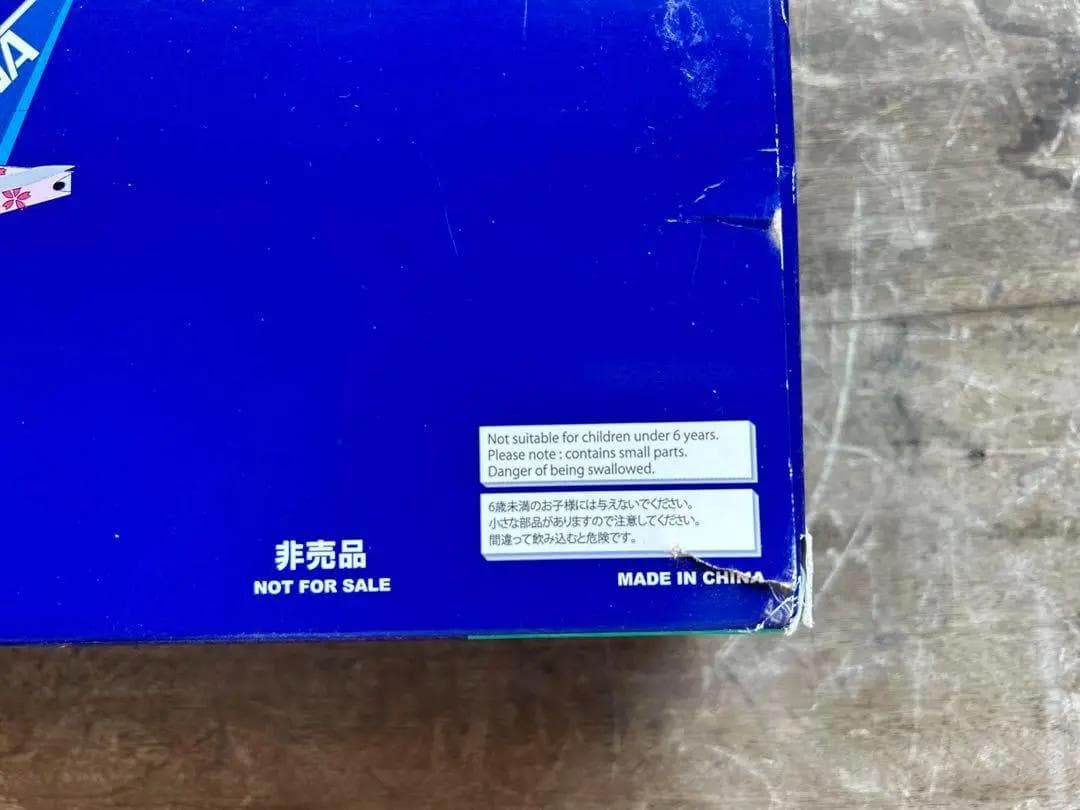 Not suitable for children under 6 years.
Please note : contains small parts.
Danger of being swallowed.
6歳未満のお子様には与えないでください。
小さな部品がありますので注意してください。
間違って飲み込むと危険です。
非売品
NOT FOR SALE
MADE IN CHINA